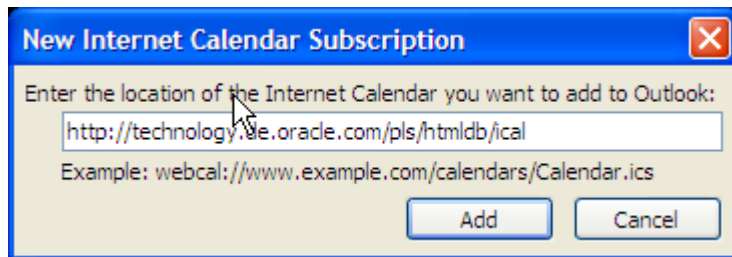 New Internet Calendar Subscription
Enter the location of the Internet Calendar you want to add to Outlook:
http://technology.de.oracle.com/pls/htmldb/ical
Example: webcal://www.example.com/calendars/Calendar.ics
Add Cancel